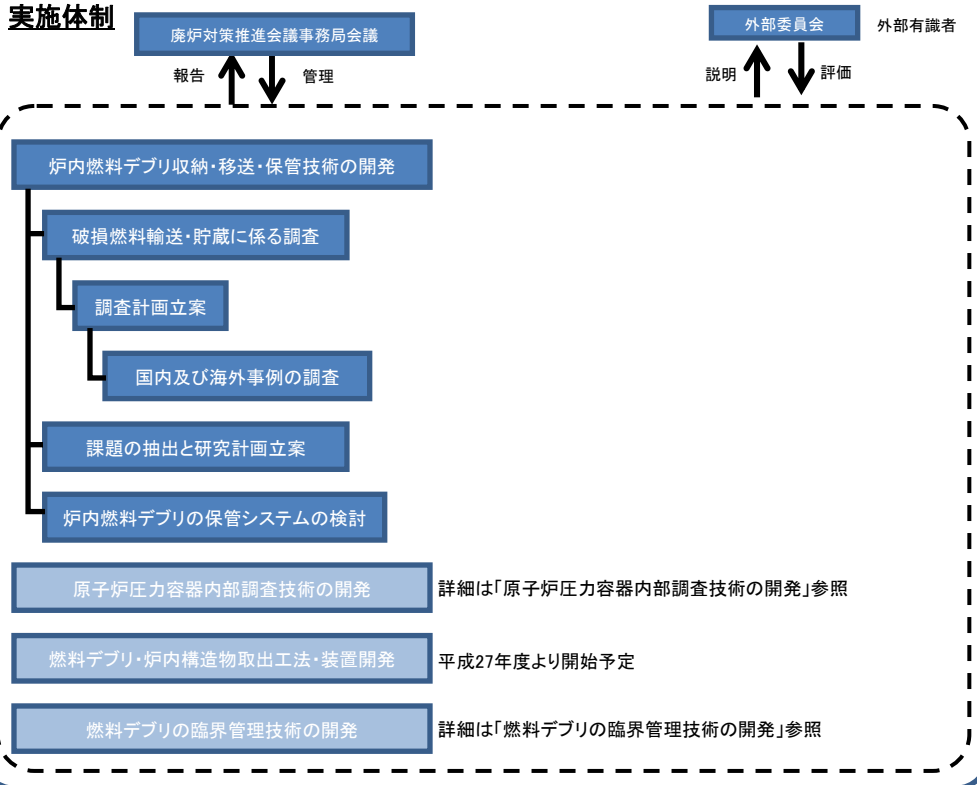 実施体制
廃炉対策推進会議事務局会議
外部委員会
外部有識者
報告
管理
説明
評価
炉内燃料デブリ収納・移送・保管技術の開発
破損燃料輸送・貯蔵に係る調査
調査計画立案
国内及び海外事例の調査
課題の抽出と研究計画立案
炉内燃料デブリの保管システムの検討
原子炉圧力容器内部調査技術の開発
詳細は「原子炉圧力容器内部調査技術の開発」参照
燃料デブリ・炉内構造物取出工法・装置開発
平成27年度より開始予定
燃料デブリの臨界管理技術の開発
詳細は「燃料デブリの臨界管理技術の開発」参照